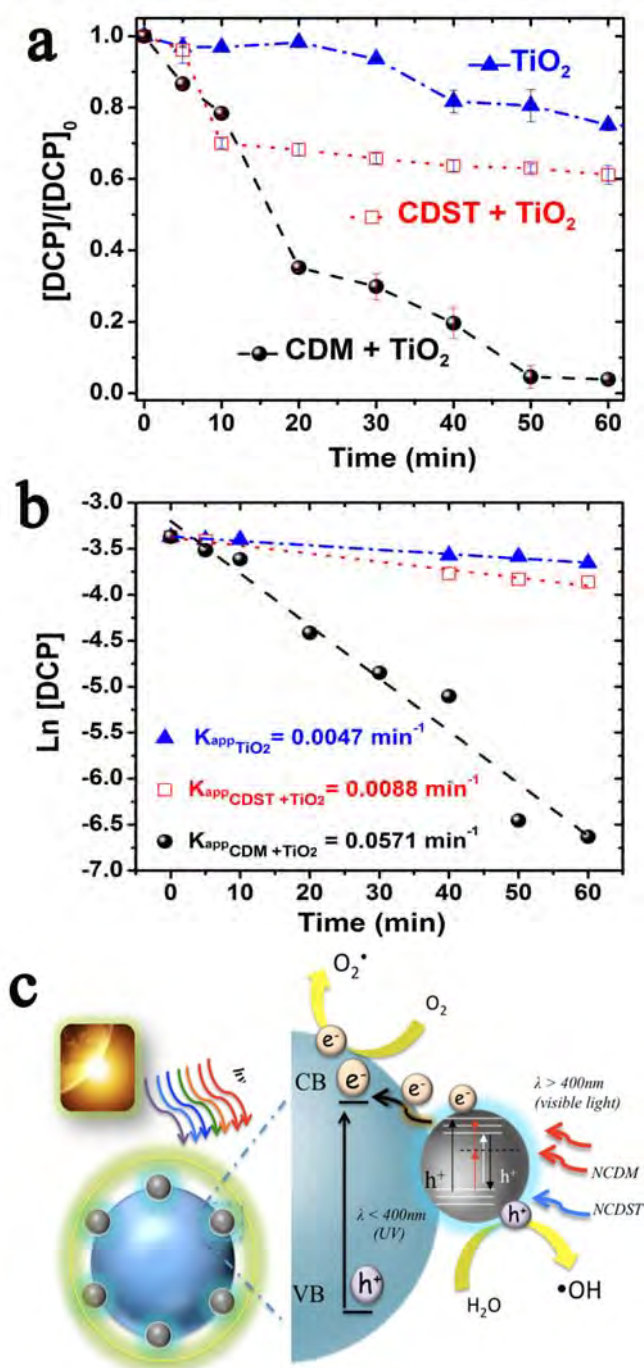 a
1.0
0.8
0.6
0.4
0.2
0.0
[DCP]/[DCP]₀
TiO₂
CDST + TiO₂
CDM + TiO₂
0 10 20 30 40 50 60
Time (min)
b
-3.0
-3.5
-4.0
-4.5
-5.0
-5.5
-6.0
-6.5
-7.0
Ln [DCP]
KappTiO₂= 0.0047 min⁻¹
KappCDST +TiO₂= 0.0088 min⁻¹
KappCDM +TiO₂= 0.0571 min⁻¹
0 10 20 30 40 50 60
Time (min)
c
hν
O₂•
O₂
e⁻
CB
e⁻
e⁻
e⁻
λ > 400nm
(visible light)
h⁺
h⁺
NCDM
λ < 400nm
(UV)
NCDST
h⁺
h⁺
VB
H₂O
•OH